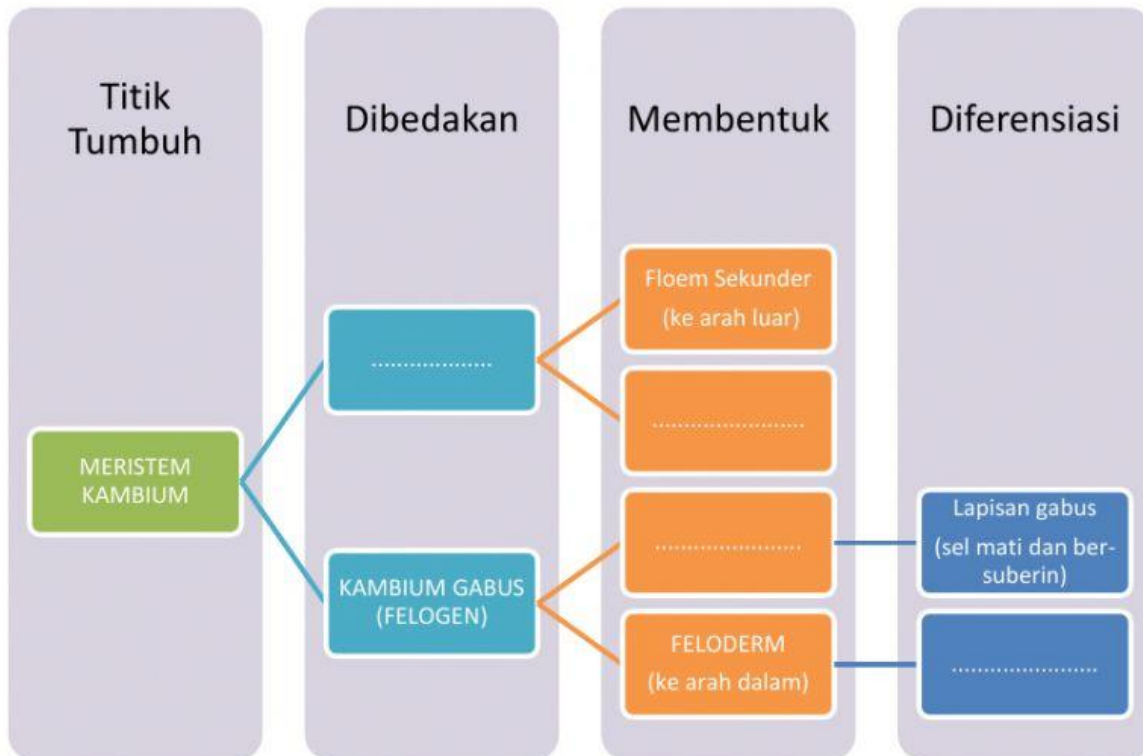 Titik
Tumbuh
Dibedakan
Membentuk
Diferensiasi
MERISTEM
KAMBIUM
...................
KAMBIUM GABUS
(FELOGEN)
Floem Sekunder
(ke arah luar)
........................
.......................
FELODERM
(ke arah dalam)
Lapisan gabus
(sel mati dan ber-
suberin)
.......................